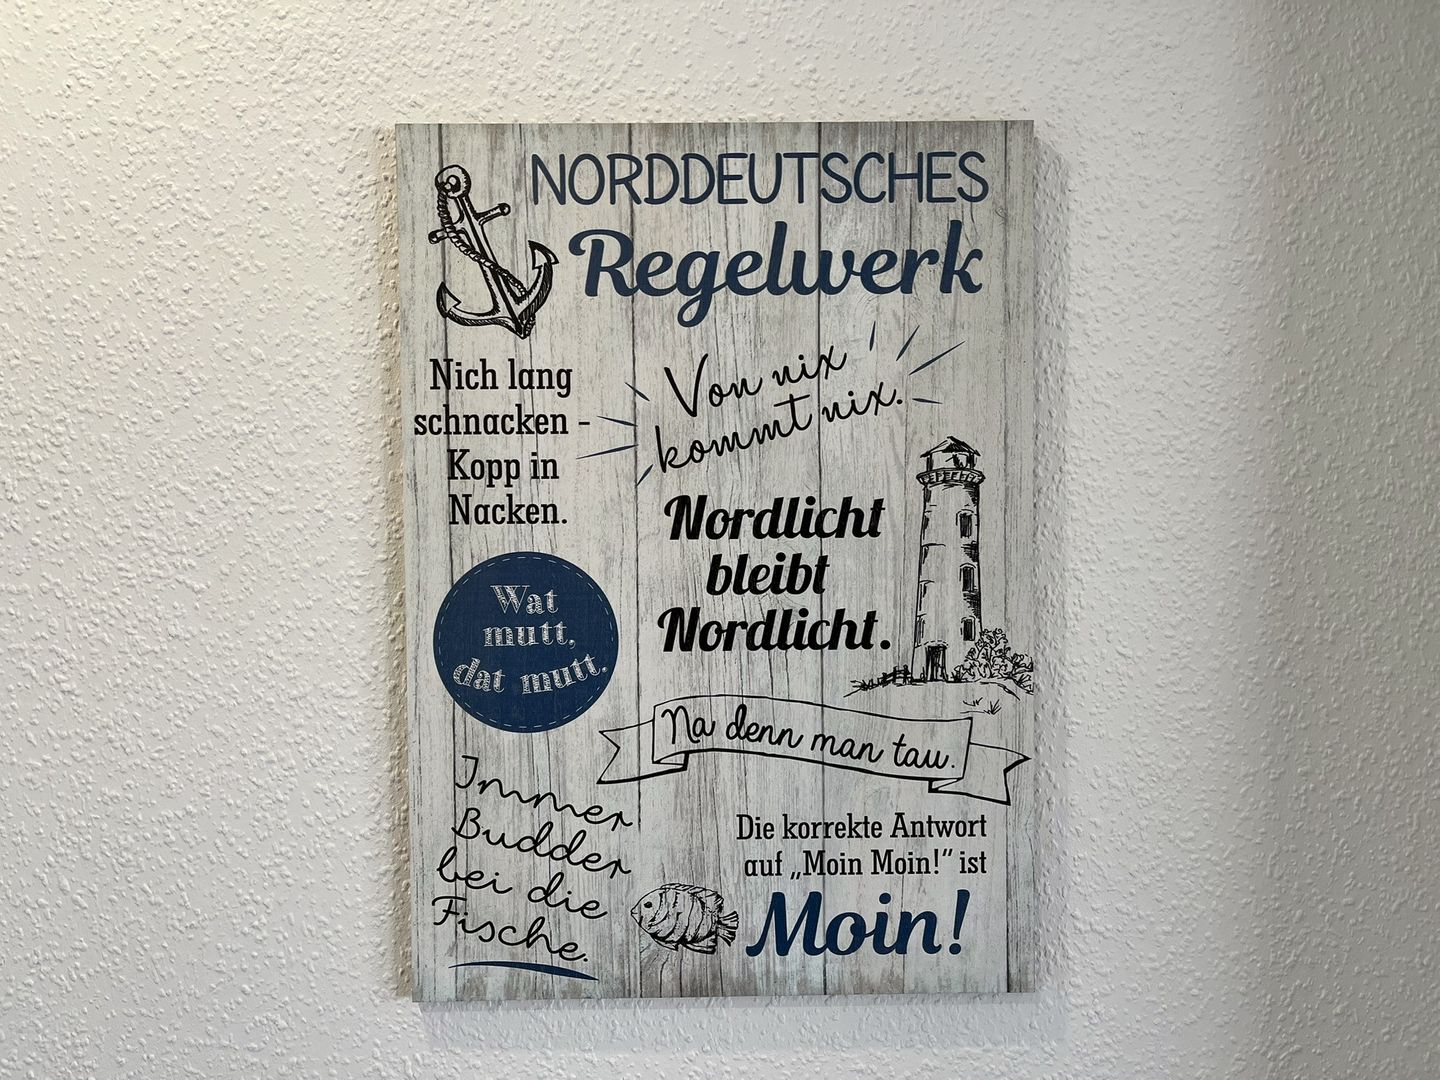 NORDDEUTSCHES
Regelwerk
Nich lang
schnacken -
Kopp in
Nacken.
Von nix
kommt nix.
Nordlicht
bleibt
Nordlicht.
Wat
mutt,
dat mutt.
Na denn man tau.
Immer
Budder
bei die
Fische.
Die korrekte Antwort
auf „Moin Moin!“ ist
Moin!